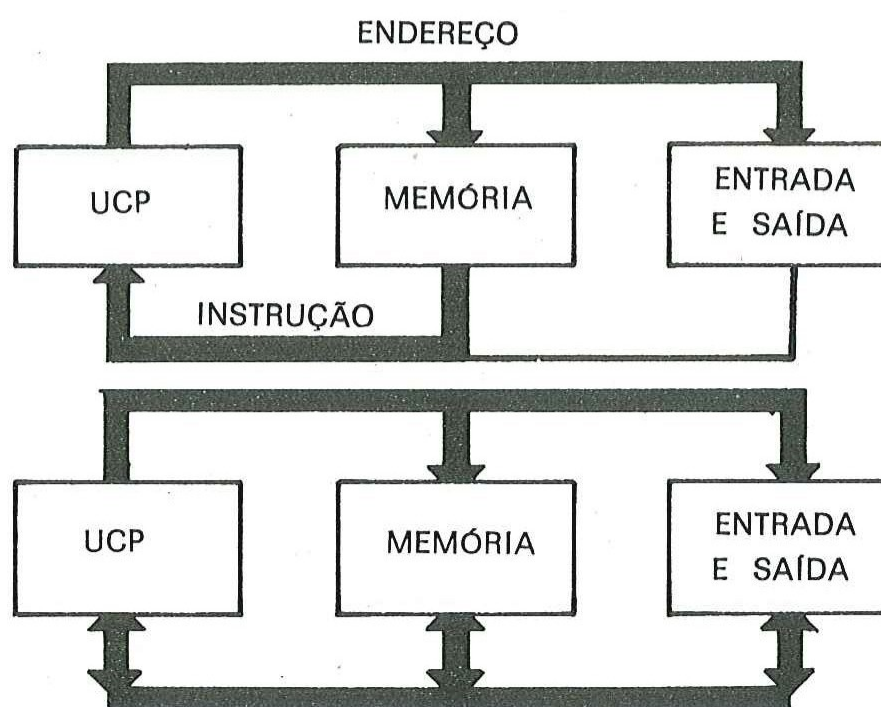 ENDEREÇO
UCP
MEMÓRIA
ENTRADA
E SAÍDA
INSTRUÇÃO
UCP
MEMÓRIA
ENTRADA
E SAÍDA